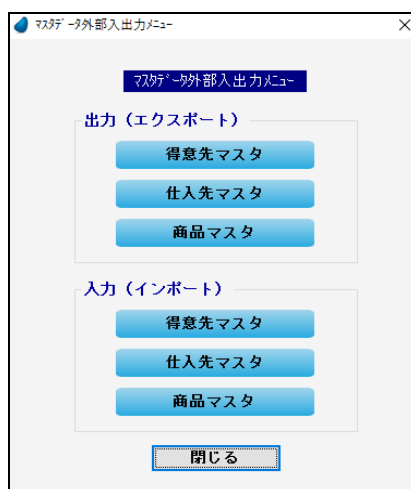 ﾏｽﾀﾃﾞｰﾀ外部入出力ﾒﾆｭｰ
ﾏｽﾀﾃﾞｰﾀ外部入出力ﾒﾆｭｰ
出力（エクスポート）
得意先マスタ
仕入先マスタ
商品マスタ
入力（インポート）
得意先マスタ
仕入先マスタ
商品マスタ
閉じる